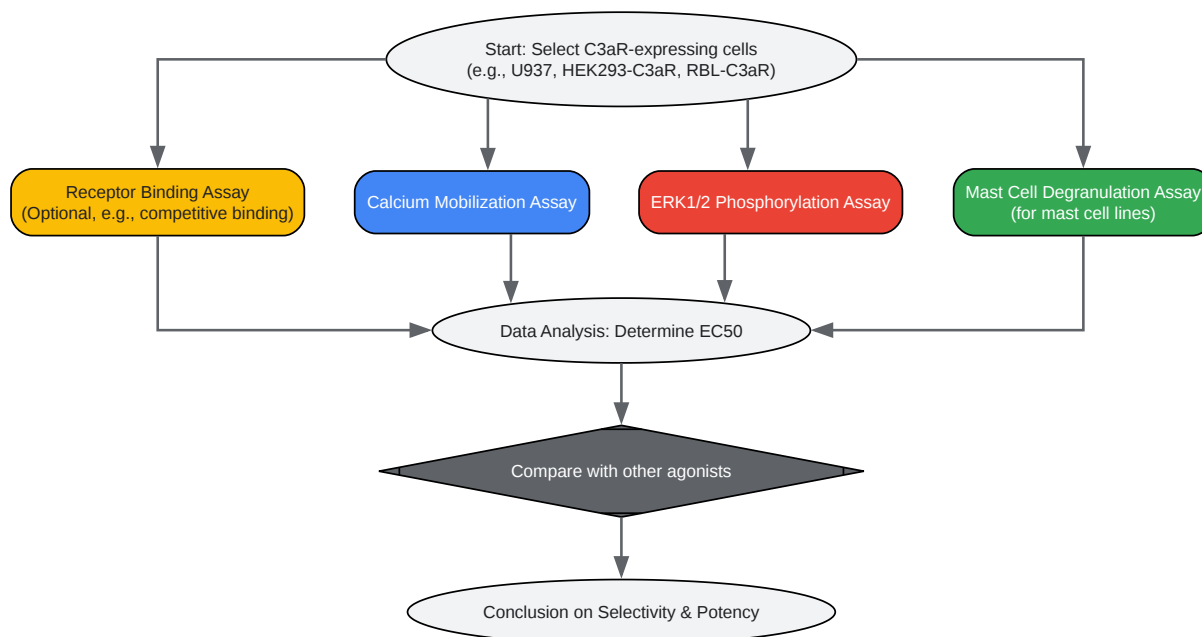 Start: Select C3aR-expressing cells
(e.g., U937, HEK293-C3aR, RBL-C3aR)
Receptor Binding Assay
(Optional, e.g., competitive binding)
Calcium Mobilization Assay
ERK1/2 Phosphorylation Assay
Mast Cell Degranulation Assay
(for mast cell lines)
Data Analysis: Determine EC50
Compare with other agonists
Conclusion on Selectivity & Potency